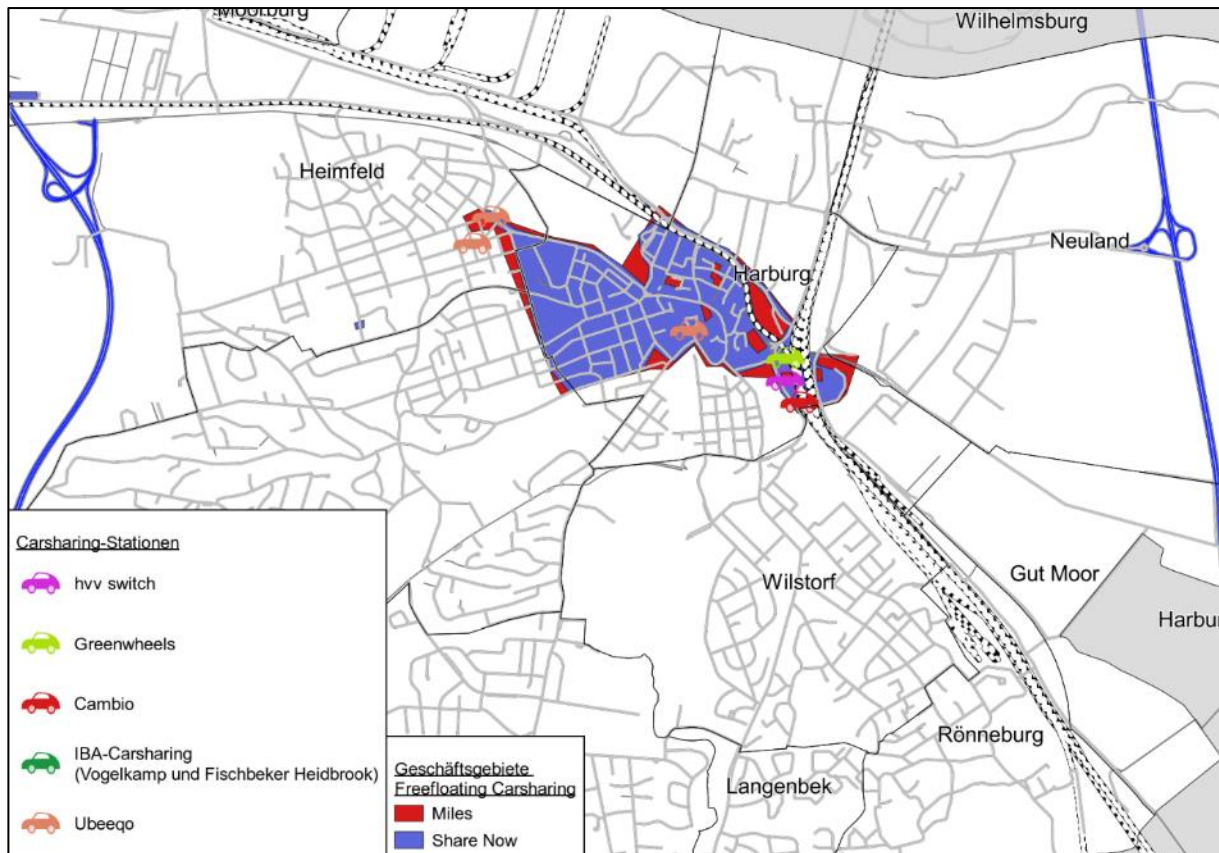 Moorburg
Wilhelmsburg
Heimfeld
Neuland
Harburg
Wilstorf
Gut Moor
Rönneburg
Langenbek
Carsharing-Stationen
hvv switch
Greenwheels
Cambio
IBA-Carsharing
(Vogelkamp und Fischbeker Heidbrook)
Ubeeqo
Geschäftsgebiete
Freefloating Carsharing
Miles
Share Now